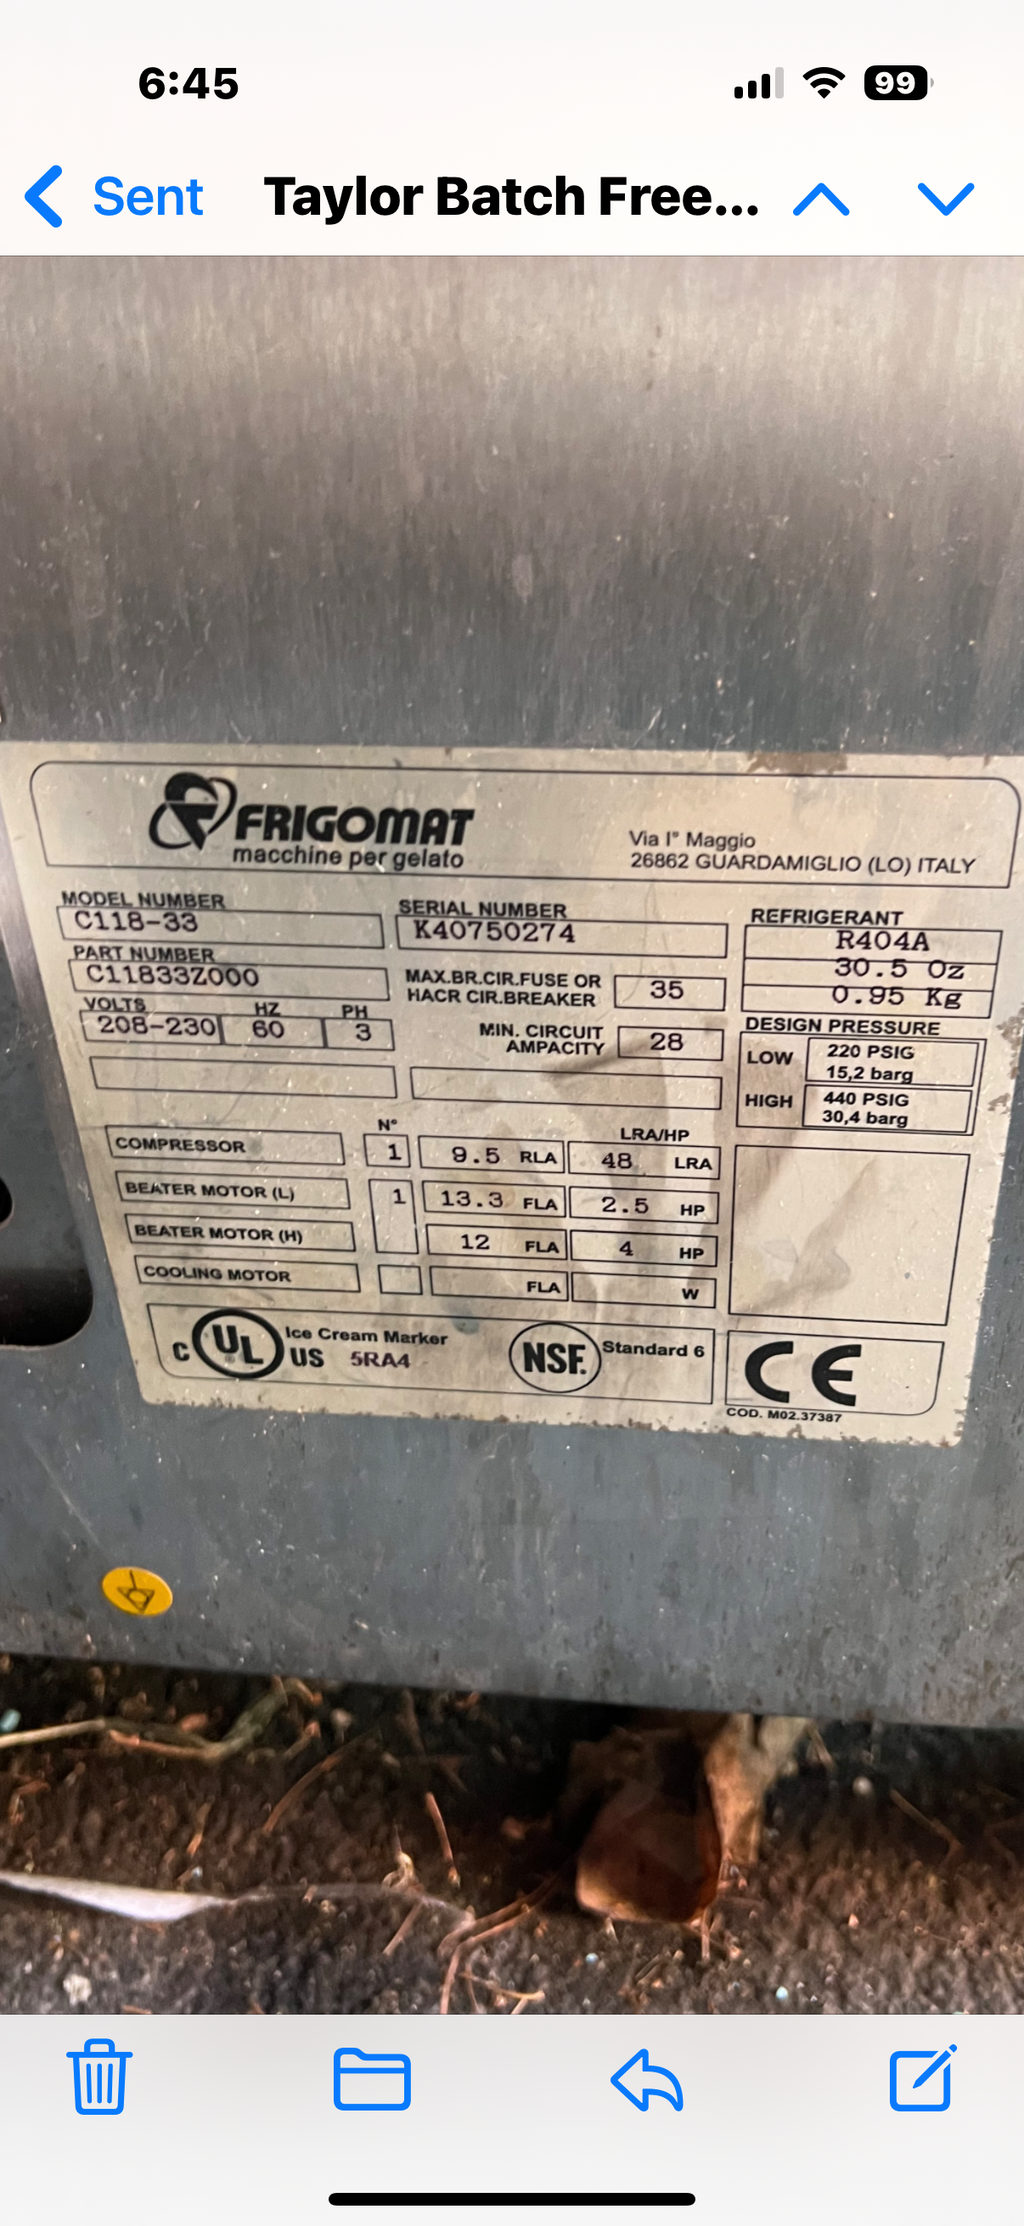 6:45
99
Sent
Taylor Batch Free...
FRIGOMAT
macchine per gelato
Via I° Maggio
26862 GUARDAMIGLIO (LO) ITALY
MODEL NUMBER
C118-33
SERIAL NUMBER
K40750274
REFRIGERANT
R404A
30.5 Oz
0.95 Kg
PART NUMBER
C11833Z000
MAX.BR.CIR.FUSE OR
HACR CIR.BREAKER
35
VOLTS HZ PH
208-230 60 3
MIN. CIRCUIT
AMPACITY
28
DESIGN PRESSURE
LOW 220 PSIG
15,2 barg
HIGH 440 PSIG
30,4 barg
N° LRA/HP
COMPRESSOR 1 9.5 RLA 48 LRA
BEATER MOTOR (L) 1 13.3 FLA 2.5 HP
BEATER MOTOR (H) 12 FLA 4 HP
COOLING MOTOR FLA W
C UL US
Ice Cream Marker
5RA4
NSF. Standard 6
CE
COD. M02.37387